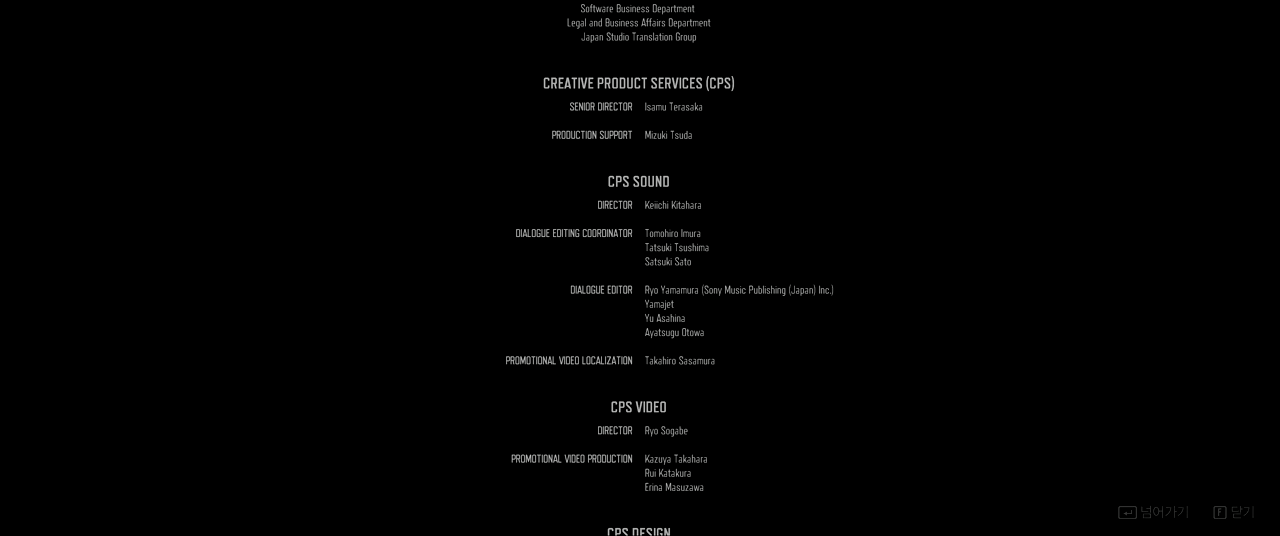 Software Business Department
Legal and Business Affairs Department
Japan Studio Translation Group
CREATIVE PRODUCT SERVICES (CPS)
SENIOR DIRECTOR Isamu Terasaka
PRODUCTION SUPPORT Mizuki Tsuda
CPS SOUND
DIRECTOR Keiichi Kitahara
DIALOGUE EDITING COORDINATOR Tomohiro Imura
Tatsuki Tsushima
Satsuki Sato
DIALOGUE EDITOR Ryo Yamamura (Sony Music Publishing (Japan) Inc.)
Yamajet
Yu Asahina
Ayatsugu Otowa
PROMOTIONAL VIDEO LOCALIZATION Takahiro Sasamura
CPS VIDEO
DIRECTOR Ryo Sogabe
PROMOTIONAL VIDEO PRODUCTION Kazuya Takahara
Rui Katakura
Erina Masuzawa
넘어가기 F 닫기
CPS DESIGN